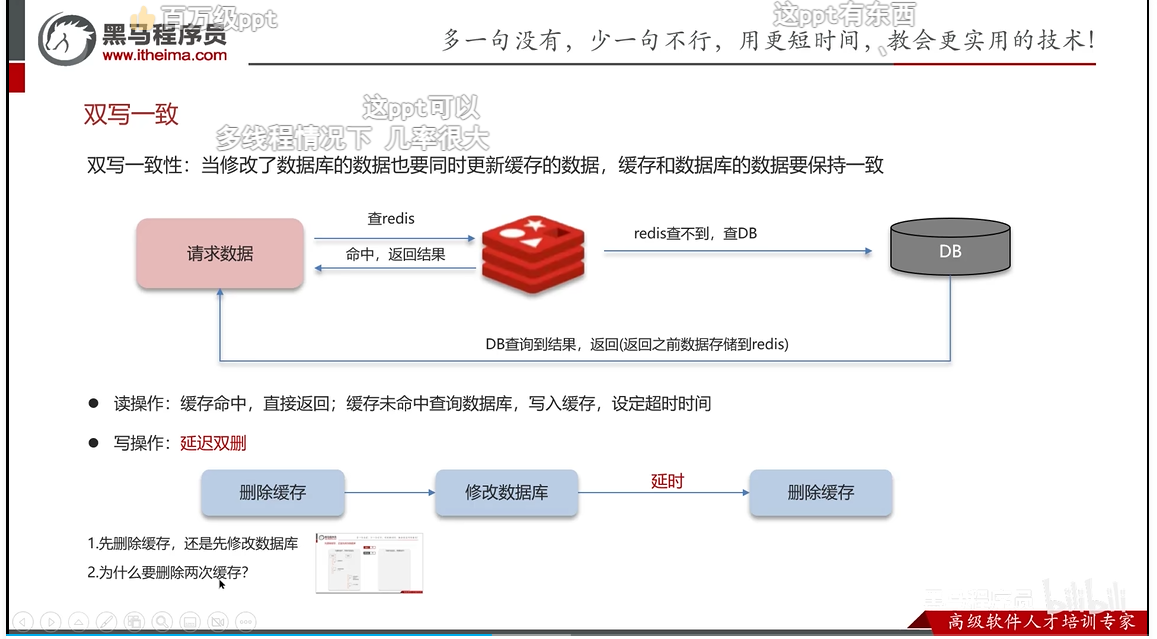 百万级ppt
这ppt有东西
黑马程序员
www.itheima.com
多一句没有，少一句不行，用更短时间，教会更实用的技术！
双写一致
这ppt可以
多线程情况下 几率很大
双写一致性：当修改了数据库的数据也要同时更新缓存的数据，缓存和数据库的数据要保持一致
查redis
请求数据
命中，返回结果
redis查不到，查DB
DB
DB查询到结果，返回(返回之前数据存储到redis)
读操作：缓存命中，直接返回；缓存未命中查询数据库，写入缓存，设定超时时间
写操作：延迟双删
删除缓存
修改数据库
延时
删除缓存
1.先删除缓存，还是先修改数据库
2.为什么要删除两次缓存？
bilibili
高级软件人才培训专家